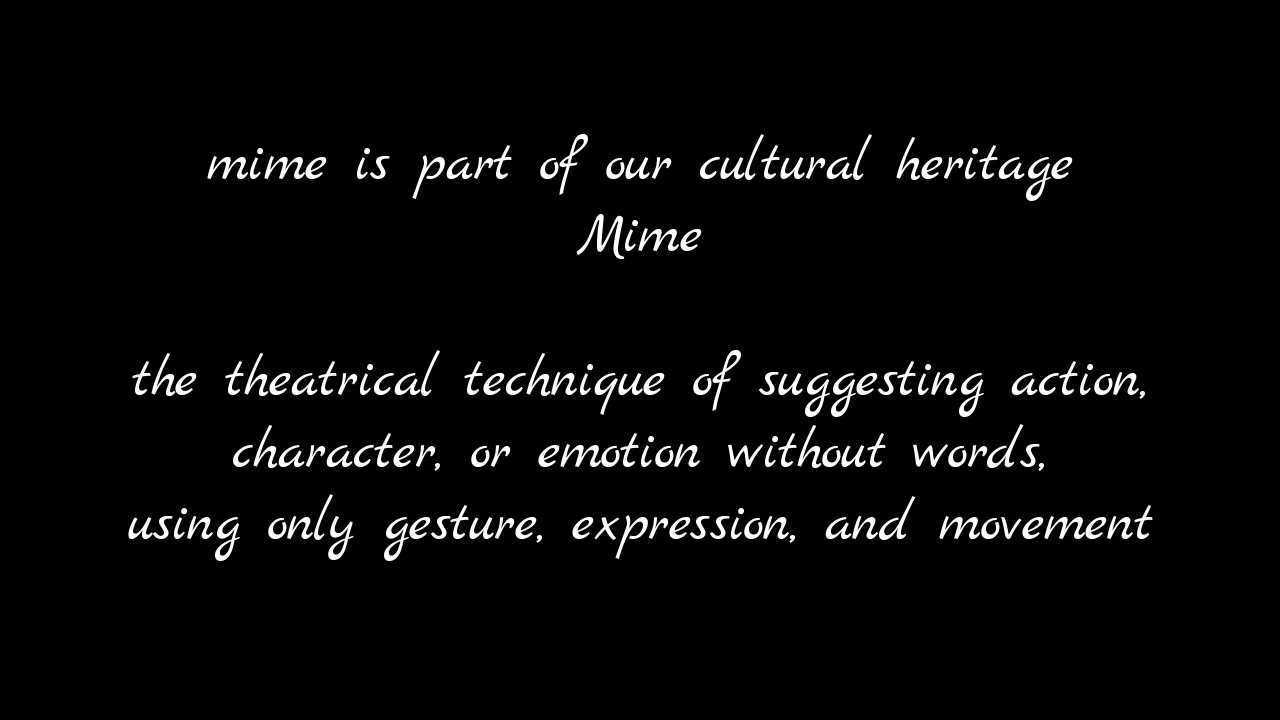 mime is part of our cultural heritage
Mime
the theatrical technique of suggesting action,
character, or emotion without words,
using only gesture, expression, and movement